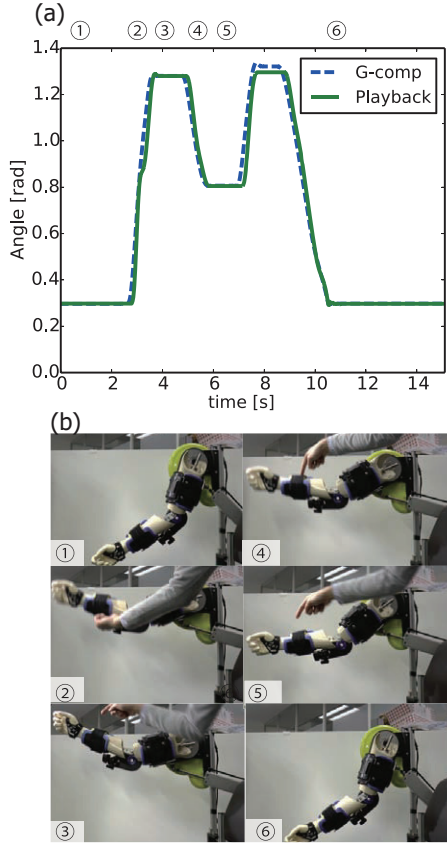 (a)
① ② ③ ④ ⑤ ⑥
1.4
1.2
1.0
0.8
0.6
0.4
0.2
0.0
Angle [rad]
G-comp
Playback
0 2 4 6 8 10 12 14
time [s]
(b)
① ④
② ⑤
③ ⑥